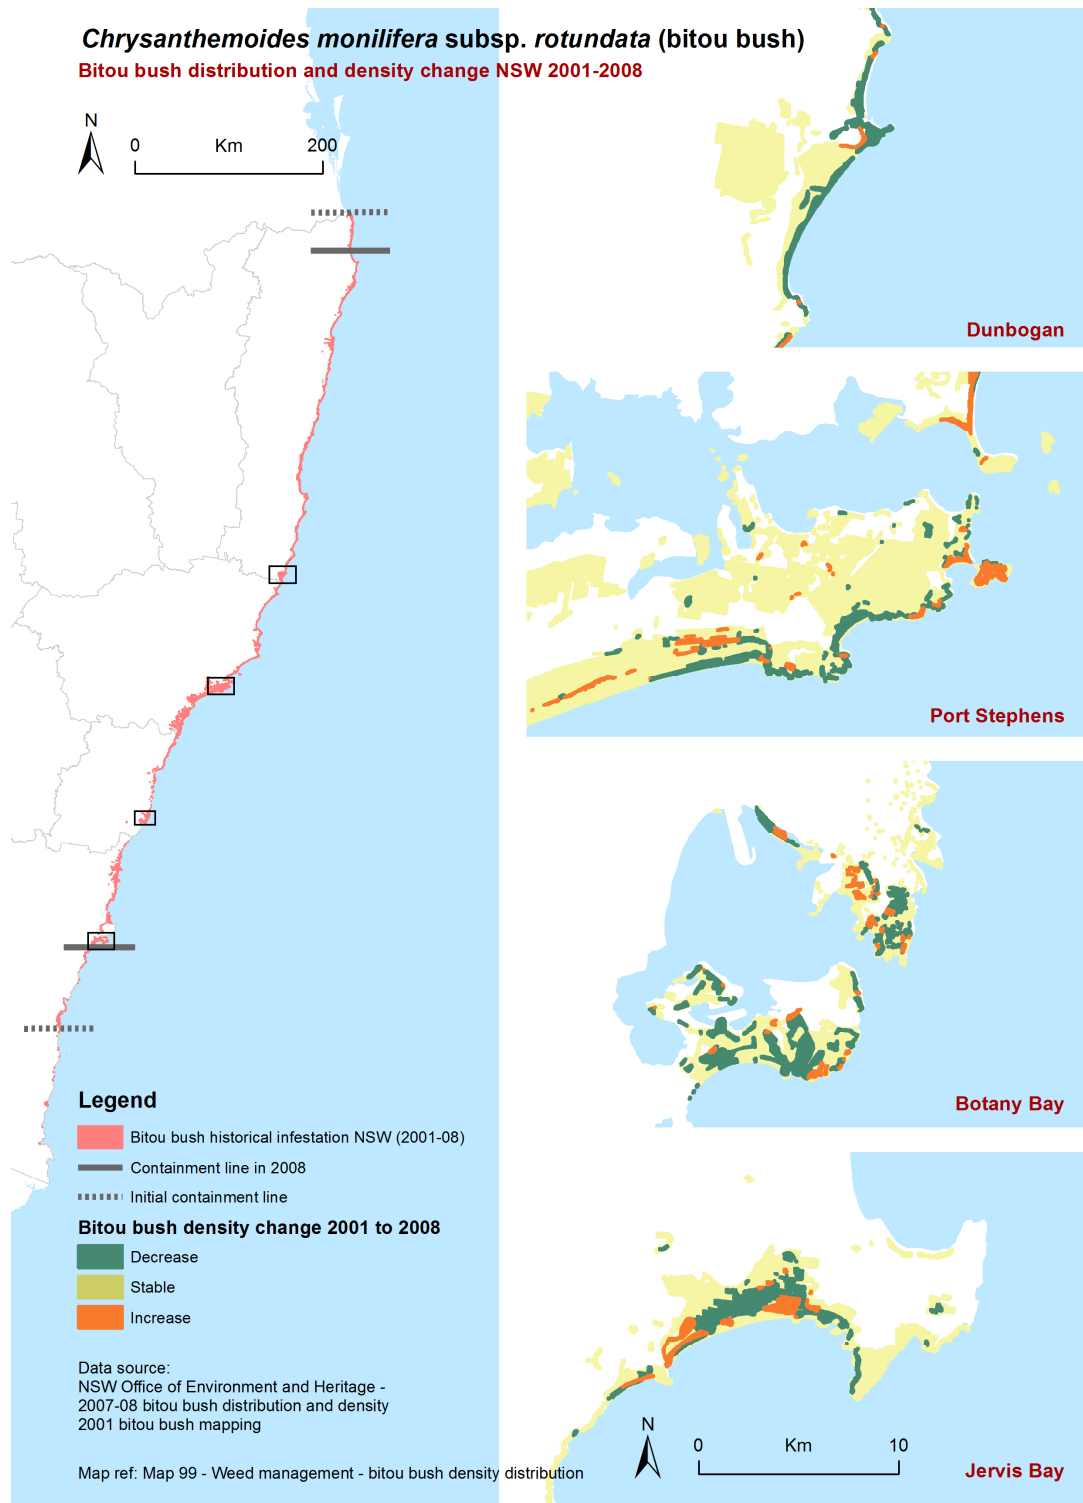 Chrysanthemoides monilifera subsp. rotundata (bitou bush)
Bitou bush distribution and density change NSW 2001-2008
N
0 Km 200
Dunbogan
Port Stephens
Botany Bay
Legend
Bitou bush historical infestation NSW (2001-08)
Containment line in 2008
Initial containment line
Bitou bush density change 2001 to 2008
Decrease
Stable
Increase
Data source:
NSW Office of Environment and Heritage -
2007-08 bitou bush distribution and density
2001 bitou bush mapping
Map ref: Map 99 - Weed management - bitou bush density distribution
N
0 Km 10
Jervis Bay